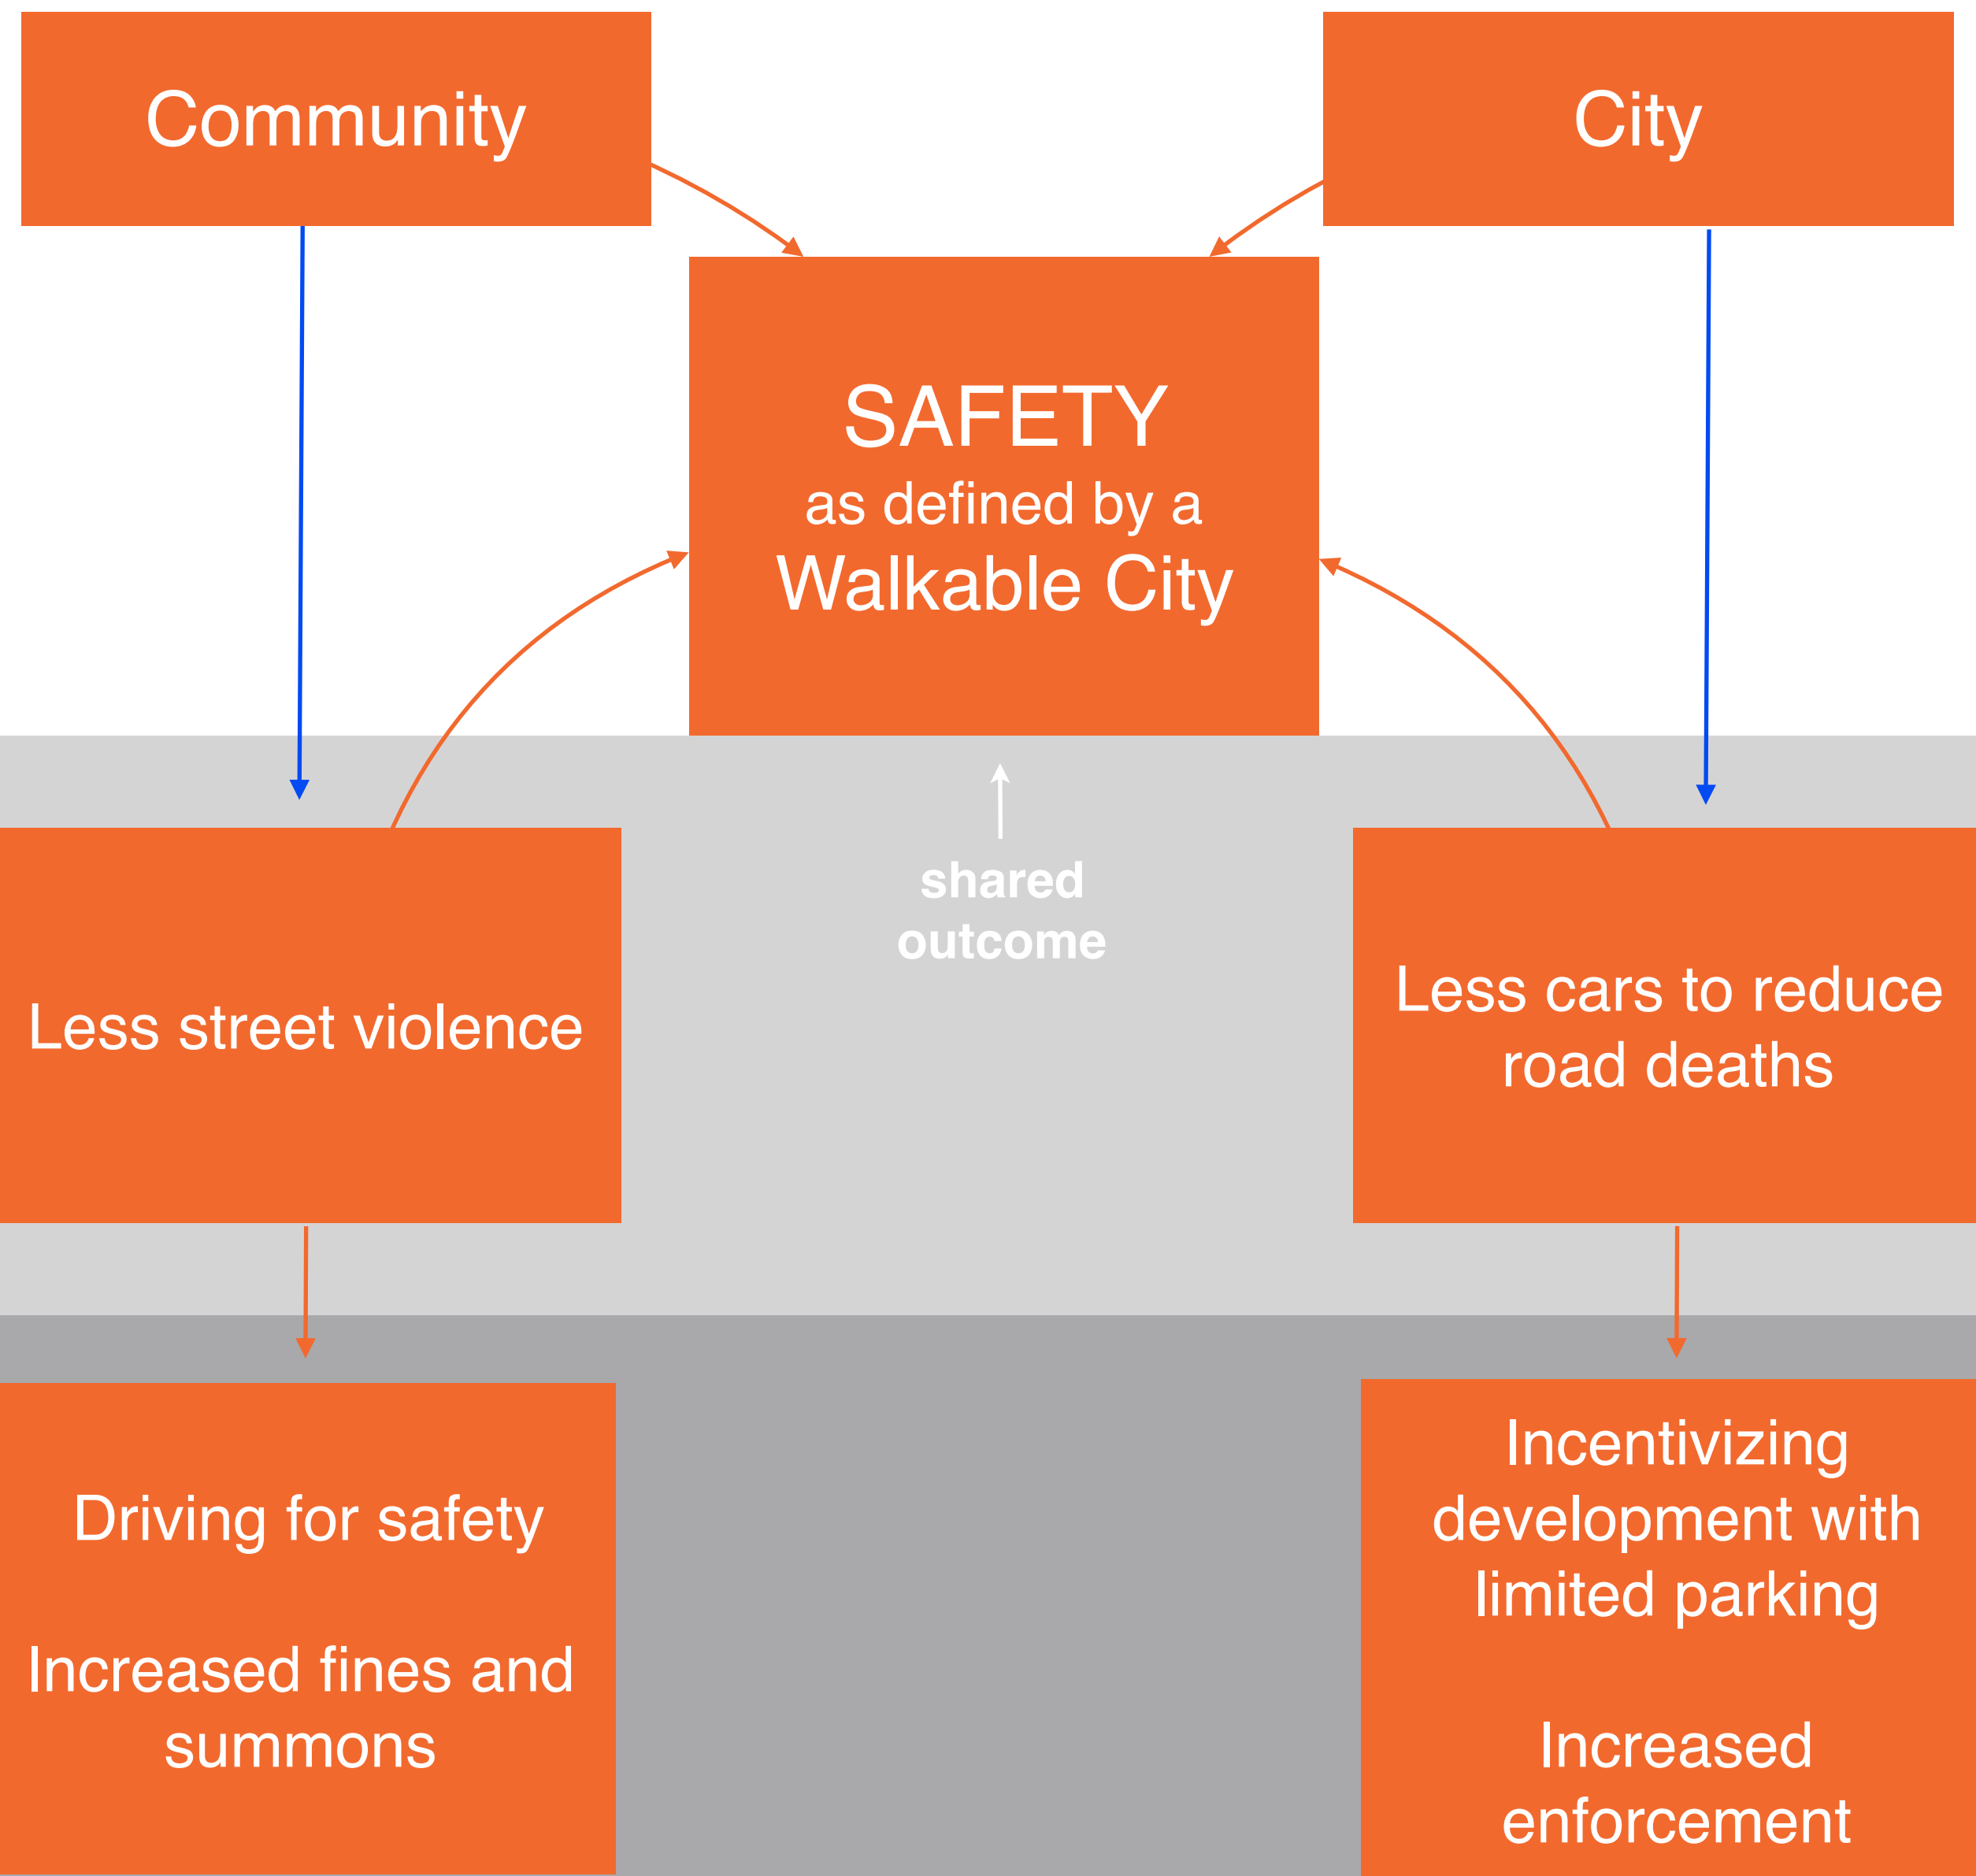 Community
City
SAFETY
as defined by a
Walkable City
shared
outcome
Less street violence
Less cars to reduce
road deaths
Driving for safety
Increased fines and
summons
Incentivizing
development with
limited parking
Increased
enforcement